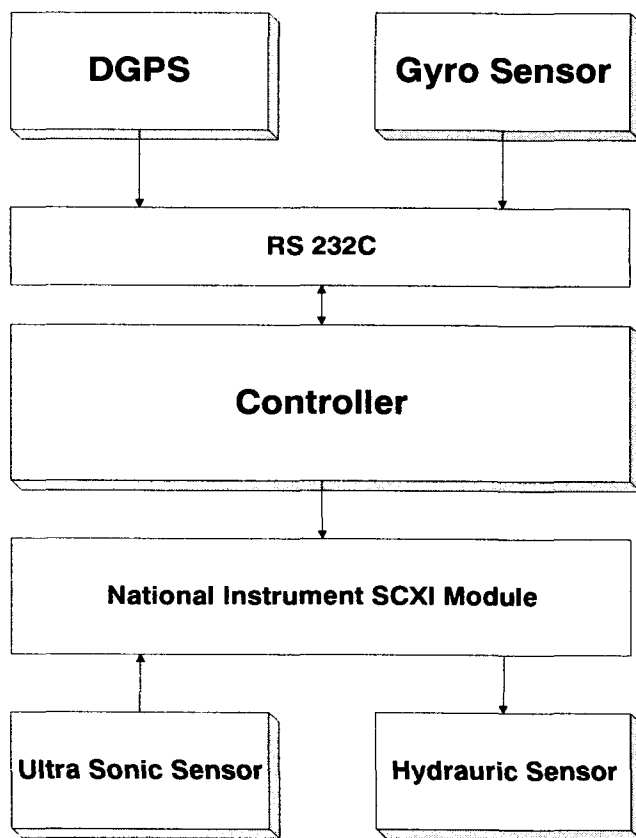 DGPS
Gyro Sensor
RS 232C
Controller
National Instrument SCXI Module
Ultra Sonic Sensor
Hydrauric Sensor